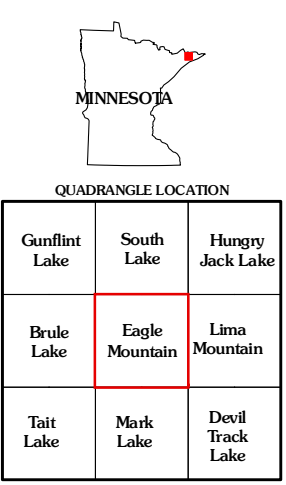 MINNESOTA
QUADRANGLE LOCATION
Gunflint
Lake
South
Lake
Hungry
Jack Lake
Brule
Lake
Eagle
Mountain
Lima
Mountain
Tait
Lake
Mark
Lake
Devil
Track
Lake